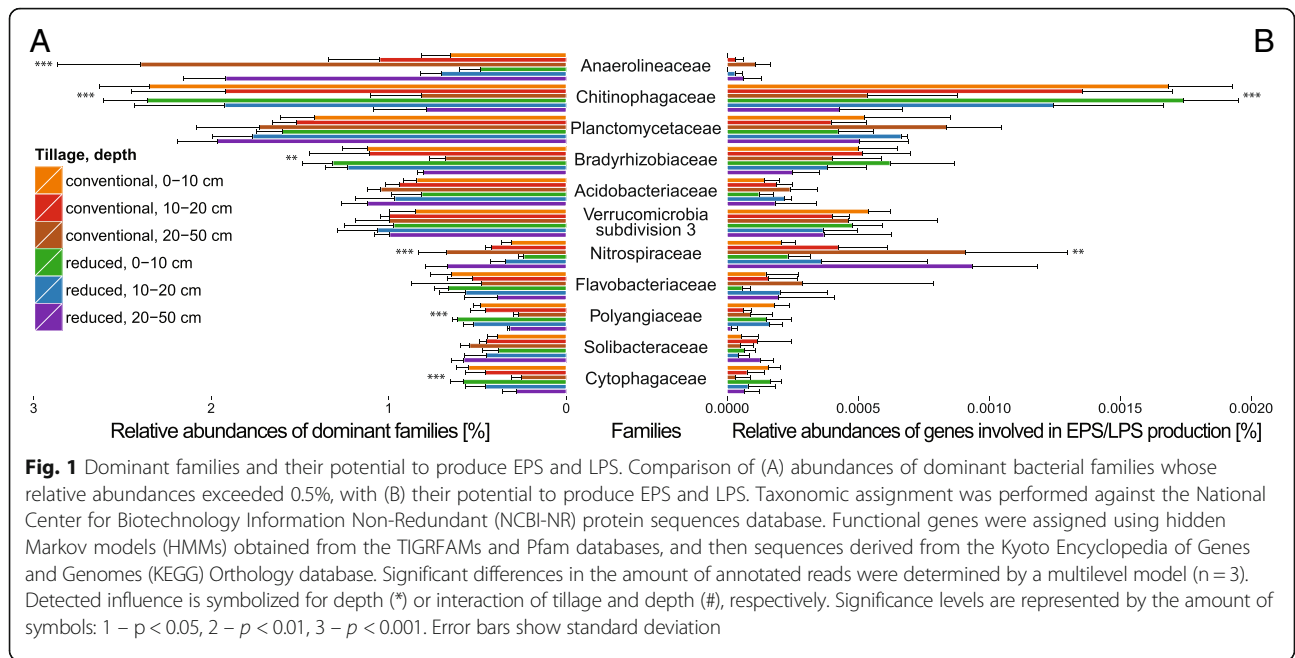 A
B
***
Anaerolineaceae
***
Chitinophagaceae
***
Planctomycetaceae
Tillage, depth
**
Bradyrhizobiaceae
conventional, 0−10 cm
Acidobacteriaceae
conventional, 10−20 cm
Verrucomicrobia
subdivision 3
conventional, 20−50 cm
***
Nitrospiraceae
**
reduced, 0−10 cm
reduced, 10−20 cm
Flavobacteriaceae
reduced, 20−50 cm
***
Polyangiaceae
Solibacteraceae
***
Cytophagaceae
3 2 1 0 0.0000 0.0005 0.0010 0.0015 0.0020
Relative abundances of dominant families [%] Families Relative abundances of genes involved in EPS/LPS production [%]
Fig. 1 Dominant families and their potential to produce EPS and LPS. Comparison of (A) abundances of dominant bacterial families whose
relative abundances exceeded 0.5%, with (B) their potential to produce EPS and LPS. Taxonomic assignment was performed against the National
Center for Biotechnology Information Non-Redundant (NCBI-NR) protein sequences database. Functional genes were assigned using hidden
Markov models (HMMs) obtained from the TIGRFAMs and Pfam databases, and then sequences derived from the Kyoto Encyclopedia of Genes
and Genomes (KEGG) Orthology database. Significant differences in the amount of annotated reads were determined by a multilevel model (n = 3).
Detected influence is symbolized for depth (*) or interaction of tillage and depth (#), respectively. Significance levels are represented by the amount of
symbols: 1 – p < 0.05, 2 – p < 0.01, 3 – p < 0.001. Error bars show standard deviation